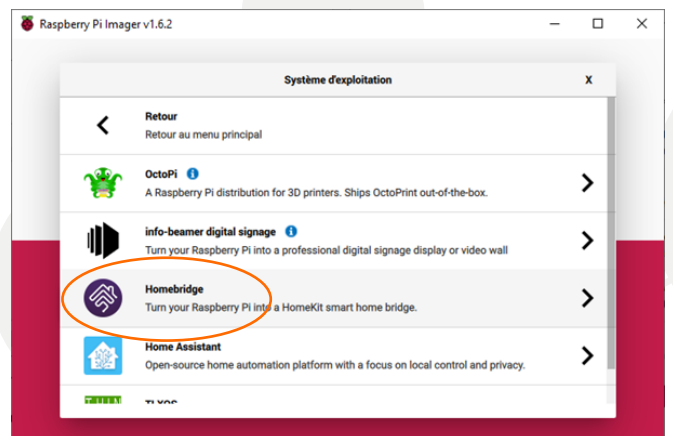 Raspberry Pi Imager v1.6.2
Système d'exploitation
X
Retour
Retour au menu principal
OctoPi
A Raspberry Pi distribution for 3D printers. Ships OctoPrint out-of-the-box.
info-beamer digital signage
Turn your Raspberry Pi into a professional digital signage display or video wall
Homebridge
Turn your Raspberry Pi into a HomeKit smart home bridge.
Home Assistant
Open-source home automation platform with a focus on local control and privacy.